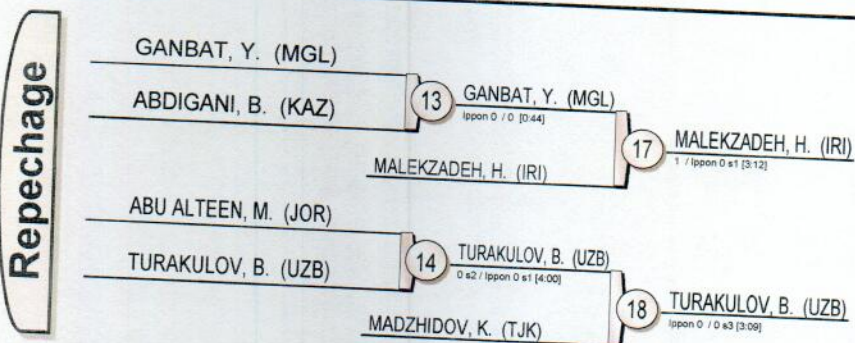 Repechage
GANBAT, Y. (MGL)
ABDIGANI, B. (KAZ)
13
GANBAT, Y. (MGL)
Ippon 0 / 0 [0:44]
MALEKZADEH, H. (IRI)
17
MALEKZADEH, H. (IRI)
1 / Ippon 0 s1 [3:12]
ABU ALTEEN, M. (JOR)
TURAKULOV, B. (UZB)
14
TURAKULOV, B. (UZB)
0 s2 / Ippon 0 s1 [4:00]
MADZHIDOV, K. (TJK)
18
TURAKULOV, B. (UZB)
Ippon 0 / 0 s3 [3:09]